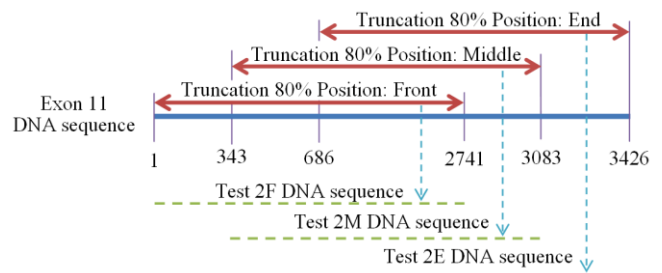 Truncation 80% Position: End
Truncation 80% Position: Middle
Truncation 80% Position: Front
Exon 11
DNA sequence
1 343 686 2741 3083 3426
Test 2F DNA sequence
Test 2M DNA sequence
Test 2E DNA sequence